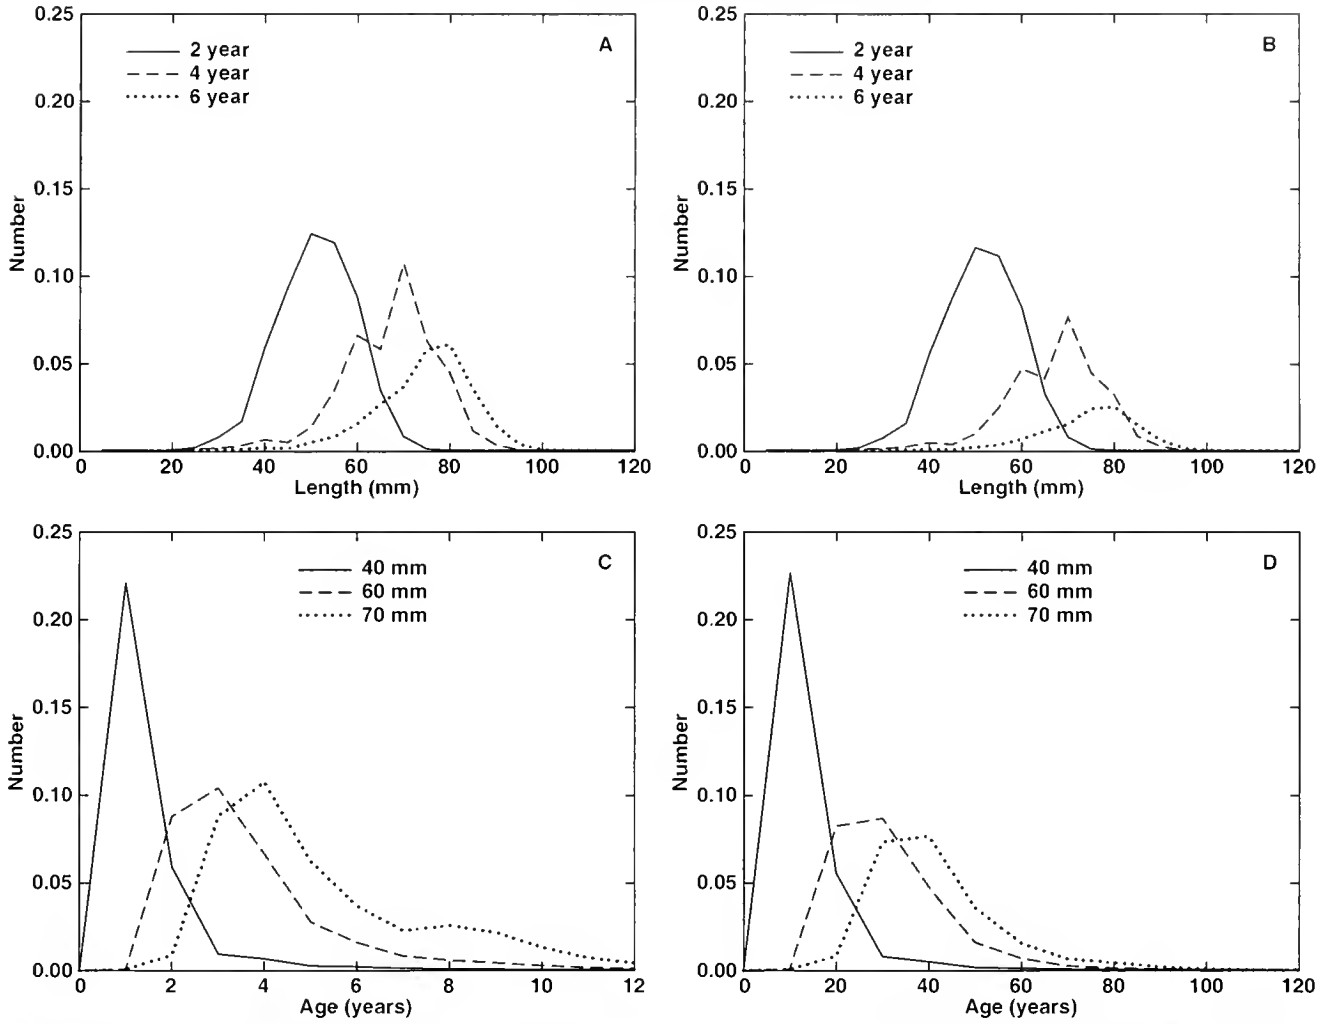 A
2 year
4 year
6 year
0.25
0.20
0.15
0.10
0.05
0.00
Number
0 20 40 60 80 100 120
Length (mm)
B
2 year
4 year
6 year
0.25
0.20
0.15
0.10
0.05
0.00
Number
0 20 40 60 80 100 120
Length (mm)
C
40 mm
60 mm
70 mm
0.25
0.20
0.15
0.10
0.05
0.00
Number
0 2 4 6 8 10 12
Age (years)
D
40 mm
60 mm
70 mm
0.25
0.20
0.15
0.10
0.05
0.00
Number
0 20 40 60 80 100 120
Age (years)